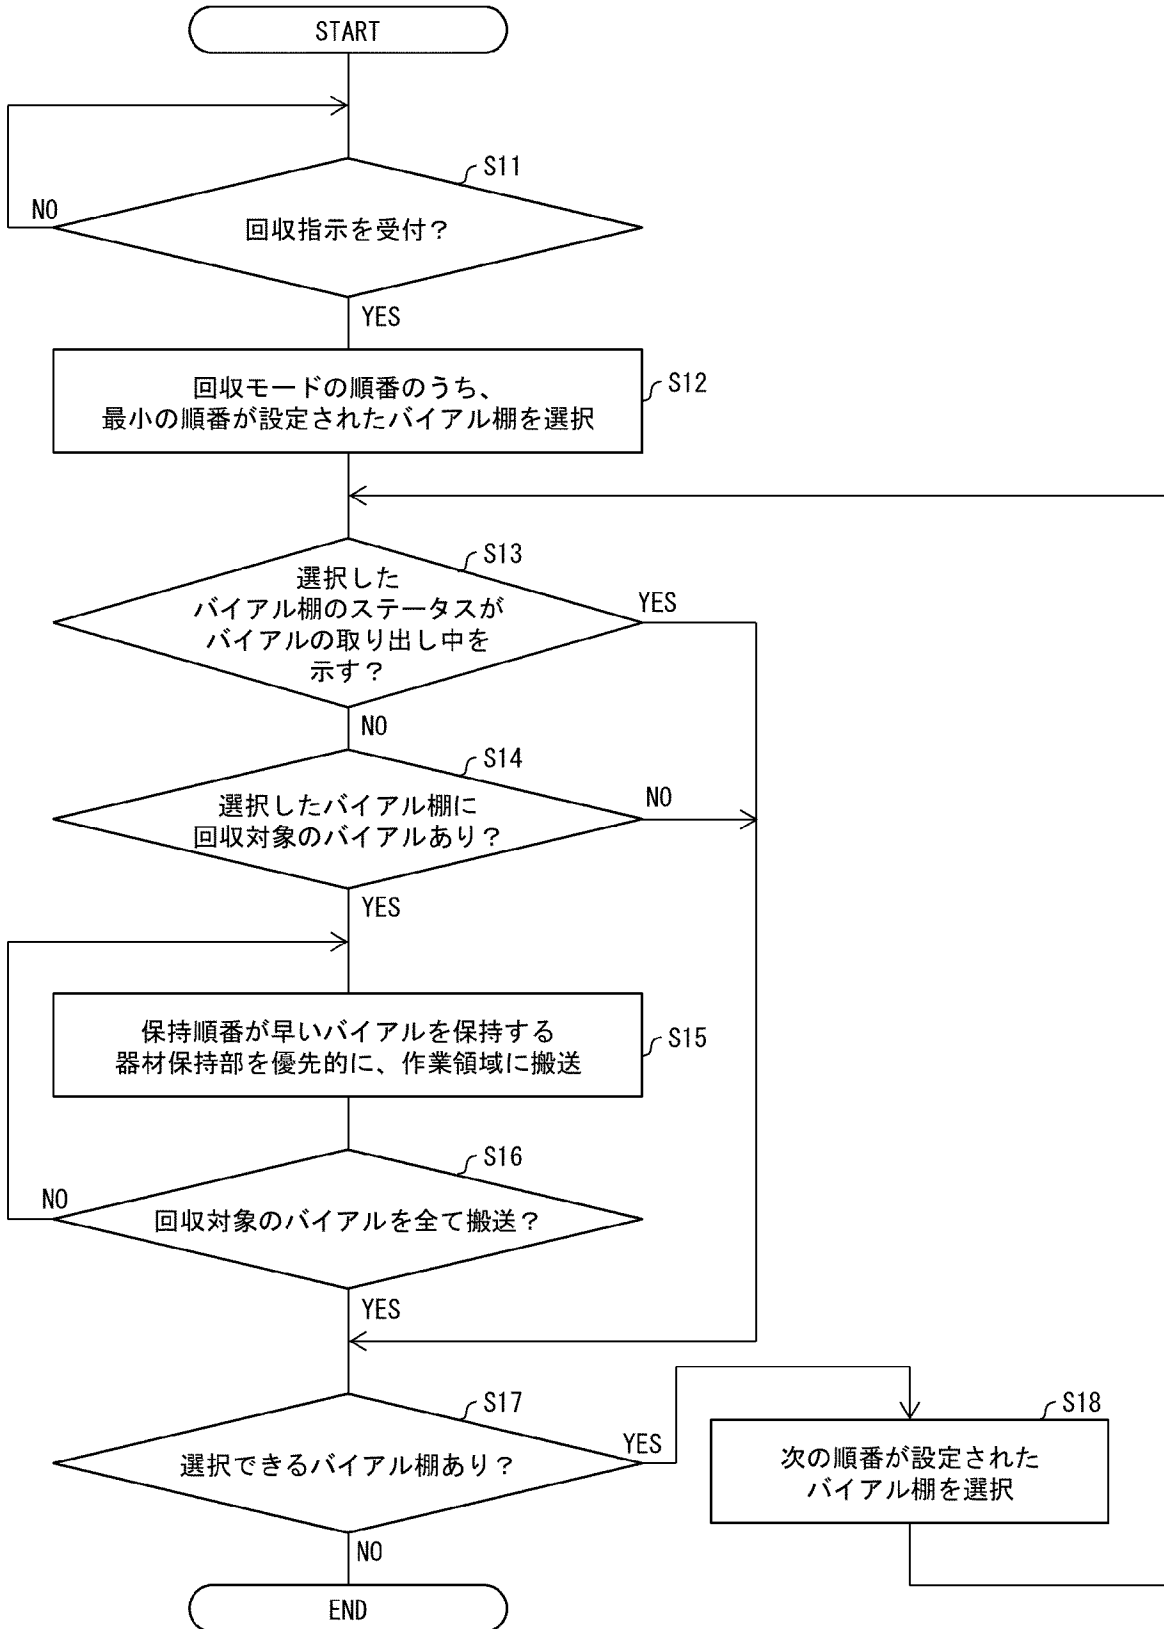 START
S11
NO
回収指示を受付？
YES
S12
回収モードの順番のうち、
最小の順番が設定されたバイアル棚を選択
S13
選択した
バイアル棚のステータスが
バイアルの取り出し中を
示す？
YES
NO
S14
選択したバイアル棚に
回収対象のバイアルあり？
NO
YES
保持順番が早いバイアルを保持する
器材保持部を優先的に、作業領域に搬送
S15
S16
NO
回収対象のバイアルを全て搬送？
YES
S17
選択できるバイアル棚あり？
YES
S18
次の順番が設定された
バイアル棚を選択
NO
END